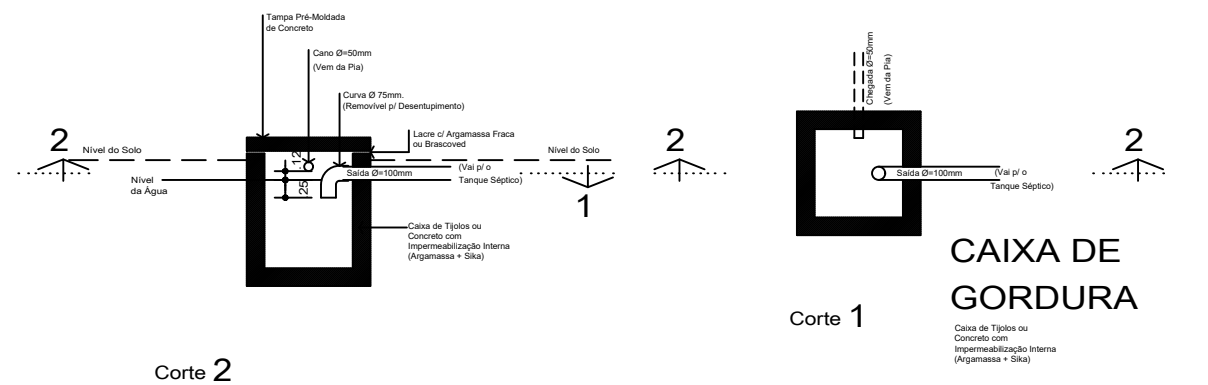 Tampa Pré-Moldada
de Concreto
Cano Ø=50mm
(Vem da Pia)
Curva Ø 75mm.
(Removível p/ Desentupimento)
Lacre c/ Argamassa Fraca
ou Brascoved
2
Nível do Solo
Nível do Solo
.12
Nível
da Água
.25
Saída Ø=100mm
(Vai p/ o
Tanque Séptico)
1
Caixa de Tijolos ou
Concreto com
Impermeabilização Interna
(Argamassa + Sika)
Corte 2
Chegada Ø=50mm
(Vem da Pia)
2
2
Saída Ø=100mm
(Vai p/ o
Tanque Séptico)
CAIXA DE
GORDURA
Corte 1
Caixa de Tijolos ou
Concreto com
Impermeabilização Interna
(Argamassa + Sika)